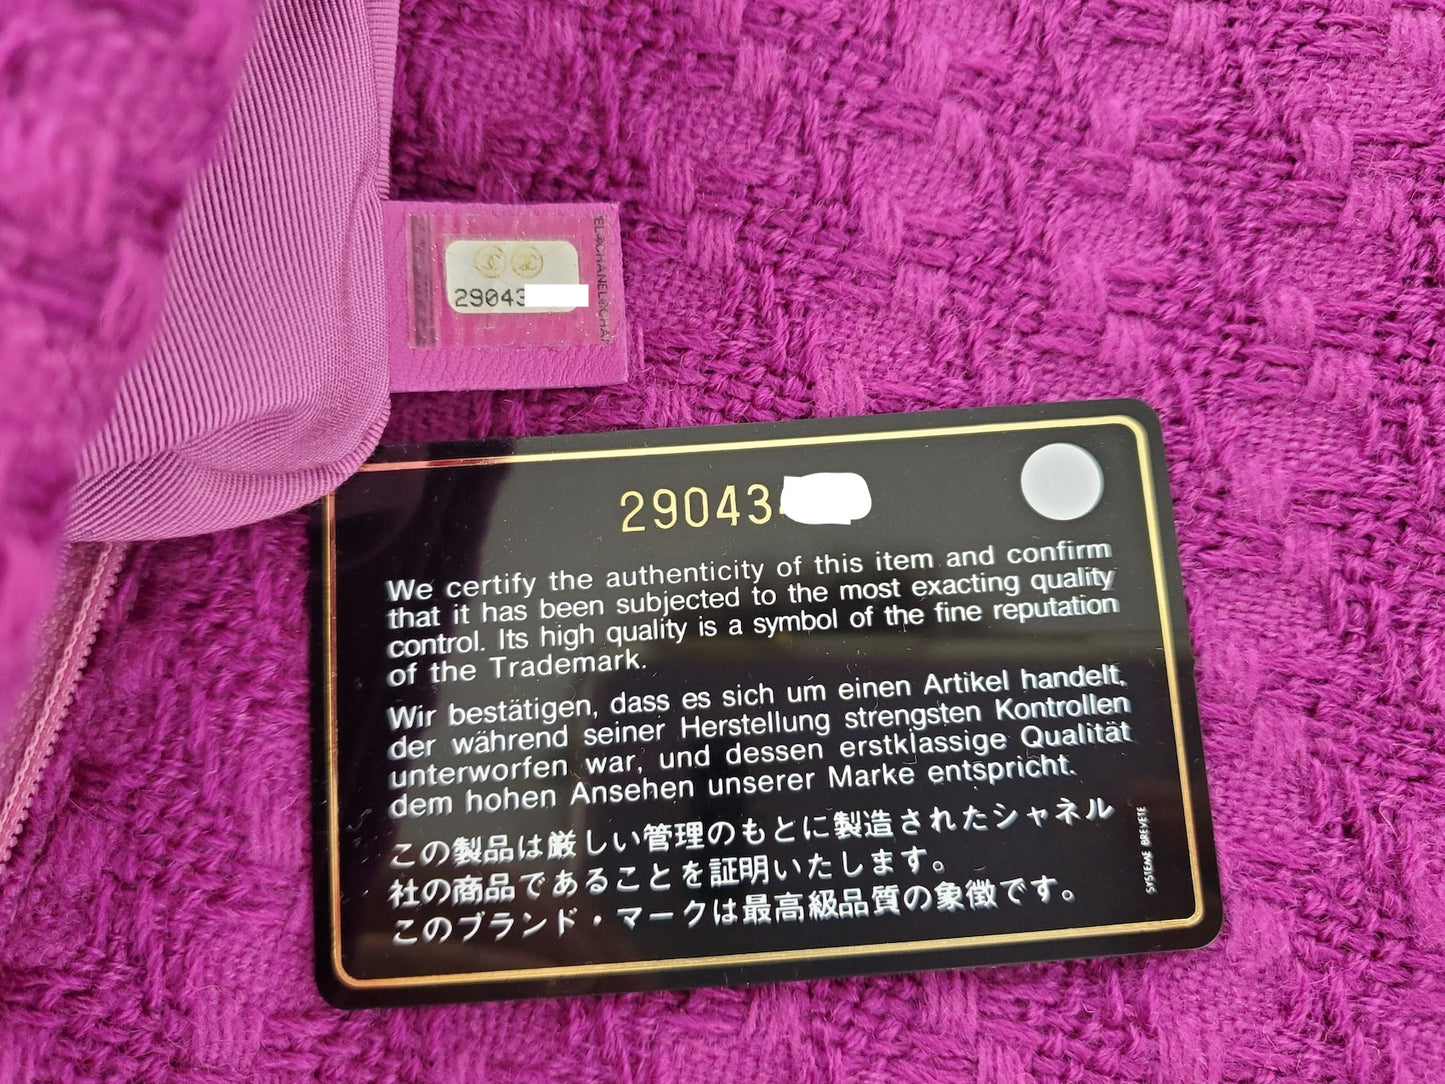 EL©CHANEL©CHAN
29043
29043
We certify the authenticity of this item and confirm
that it has been subjected to the most exacting quality
control. Its high quality is a symbol of the fine reputation
of the Trademark.
Wir bestätigen, dass es sich um einen Artikel handelt,
der während seiner Herstellung strengsten Kontrollen
unterworfen war, und dessen erstklassige Qualität
dem hohen Ansehen unserer Marke entspricht.
この製品は厳しい管理のもとに製造されたシャネル
社の商品であることを証明いたします。
このブランド・マークは最高級品質の象徴です。
SYSTEME BREVETE